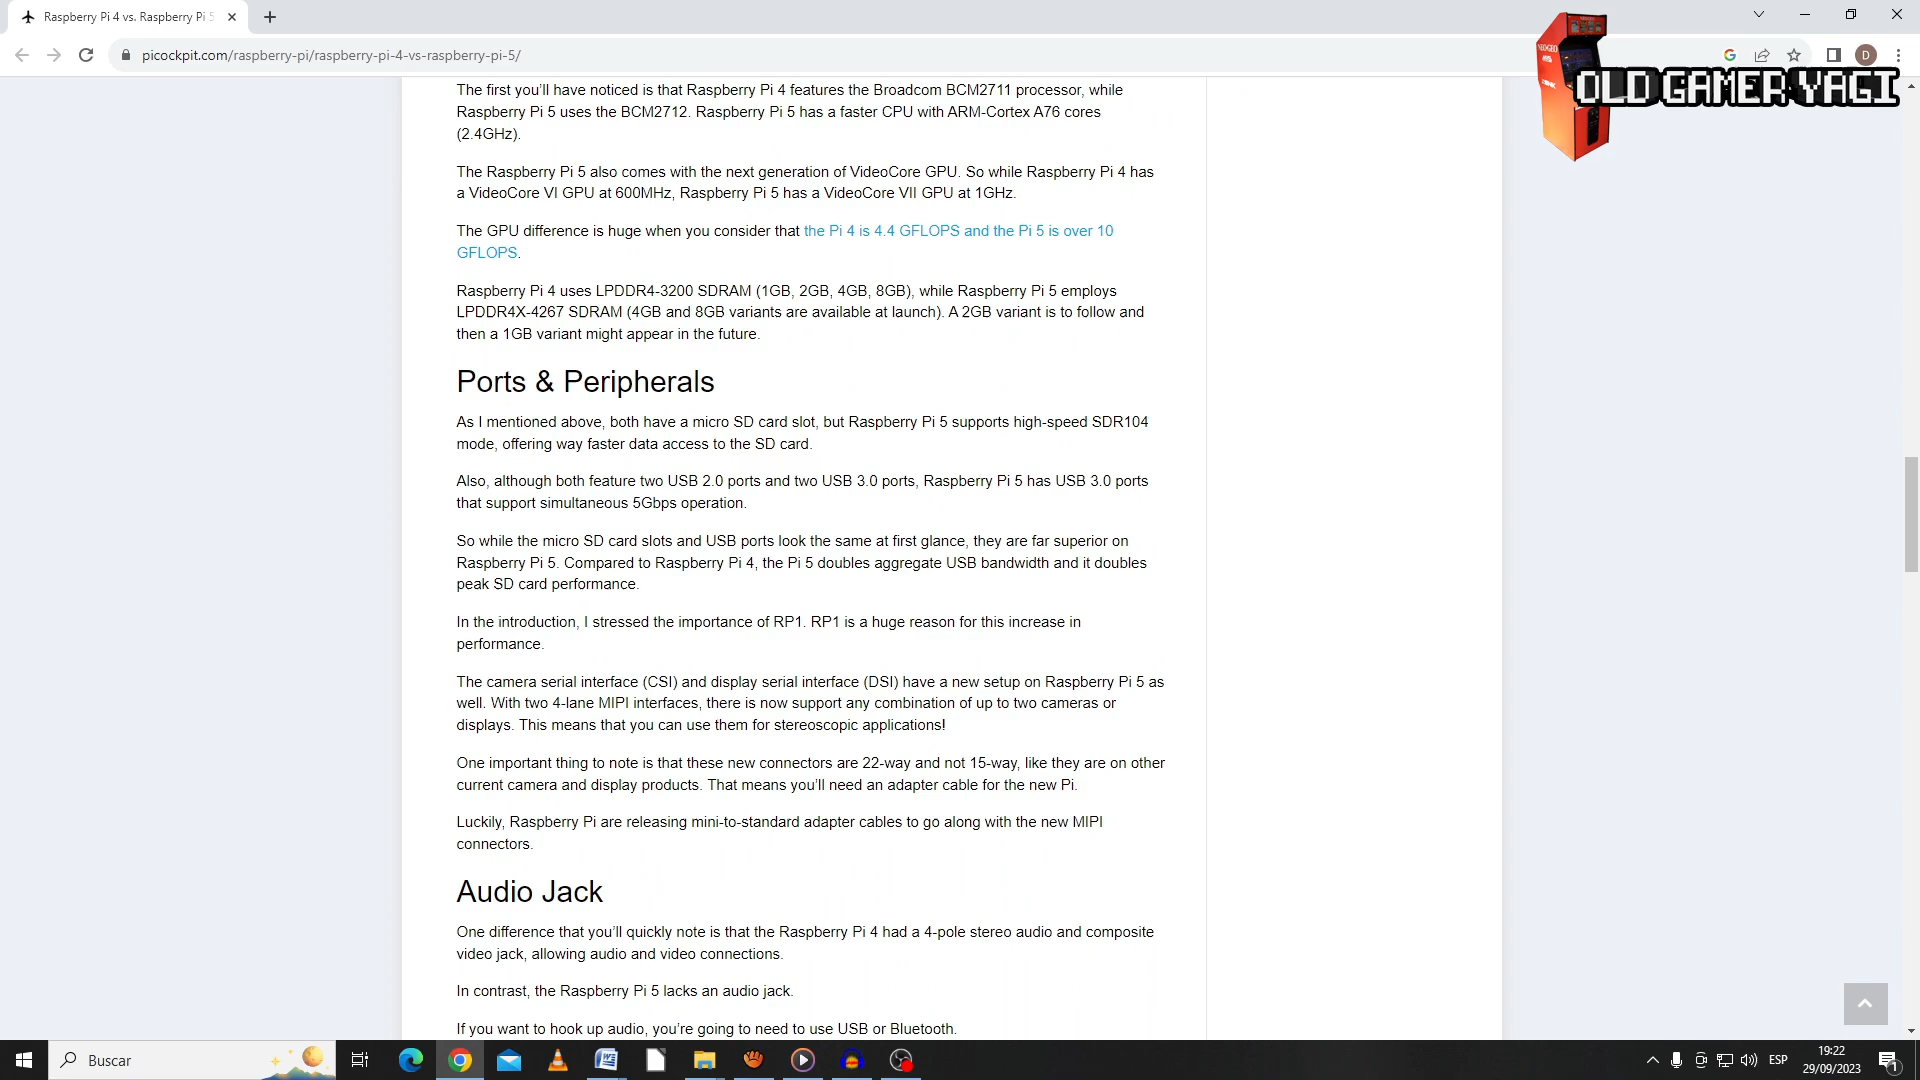 Raspberry Pi 4 vs. Raspberry Pi 5
picockpit.com/raspberry-pi/raspberry-pi-4-vs-raspberry-pi-5/
D
OLD GAMER YAGI
The first you’ll have noticed is that Raspberry Pi 4 features the Broadcom BCM2711 processor, while
Raspberry Pi 5 uses the BCM2712. Raspberry Pi 5 has a faster CPU with ARM-Cortex A76 cores
(2.4GHz).
The Raspberry Pi 5 also comes with the next generation of VideoCore GPU. So while Raspberry Pi 4 has
a VideoCore VI GPU at 600MHz, Raspberry Pi 5 has a VideoCore VII GPU at 1GHz.
The GPU difference is huge when you consider that the Pi 4 is 4.4 GFLOPS and the Pi 5 is over 10
GFLOPS.
Raspberry Pi 4 uses LPDDR4-3200 SDRAM (1GB, 2GB, 4GB, 8GB), while Raspberry Pi 5 employs
LPDDR4X-4267 SDRAM (4GB and 8GB variants are available at launch). A 2GB variant is to follow and
then a 1GB variant might appear in the future.
Ports & Peripherals
As I mentioned above, both have a micro SD card slot, but Raspberry Pi 5 supports high-speed SDR104
mode, offering way faster data access to the SD card.
Also, although both feature two USB 2.0 ports and two USB 3.0 ports, Raspberry Pi 5 has USB 3.0 ports
that support simultaneous 5Gbps operation.
So while the micro SD card slots and USB ports look the same at first glance, they are far superior on
Raspberry Pi 5. Compared to Raspberry Pi 4, the Pi 5 doubles aggregate USB bandwidth and it doubles
peak SD card performance.
In the introduction, I stressed the importance of RP1. RP1 is a huge reason for this increase in
performance.
The camera serial interface (CSI) and display serial interface (DSI) have a new setup on Raspberry Pi 5 as
well. With two 4-lane MIPI interfaces, there is now support any combination of up to two cameras or
displays. This means that you can use them for stereoscopic applications!
One important thing to note is that these new connectors are 22-way and not 15-way, like they are on other
current camera and display products. That means you’ll need an adapter cable for the new Pi.
Luckily, Raspberry Pi are releasing mini-to-standard adapter cables to go along with the new MIPI
connectors.
Audio Jack
One difference that you’ll quickly note is that the Raspberry Pi 4 had a 4-pole stereo audio and composite
video jack, allowing audio and video connections.
In contrast, the Raspberry Pi 5 lacks an audio jack.
If you want to hook up audio, you’re going to need to use USB or Bluetooth.
Buscar
ESP
19:22
29/09/2023
1